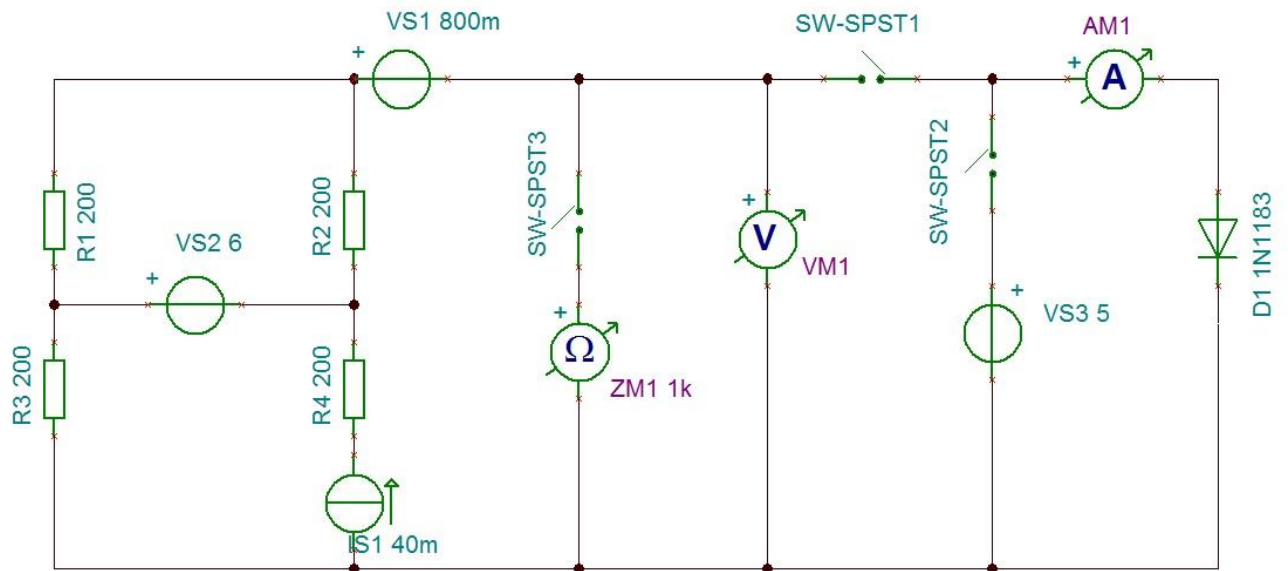 VS1 800m
SW-SPST1
AM1
+
+
A
R1 200
VS2 6
R2 200
SW-SPST3
+
V
VM1
SW-SPST2
D1 1N1183
+
+
VS3 5
R3 200
R4 200
+
Ω
ZM1 1k
IS1 40m